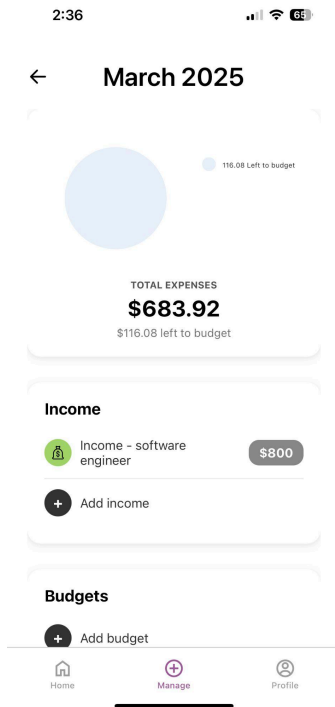 2:36
65
March 2025
116.08 Left to budget
TOTAL EXPENSES
$683.92
$116.08 left to budget
Income
Income - software
engineer
$800
Add income
Budgets
Add budget
Home
Manage
Profile